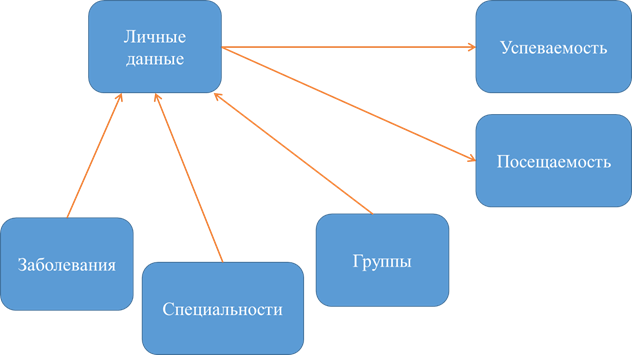 Личные
данные
Успеваемость
Посещаемость
Заболевания
Специальности
Группы